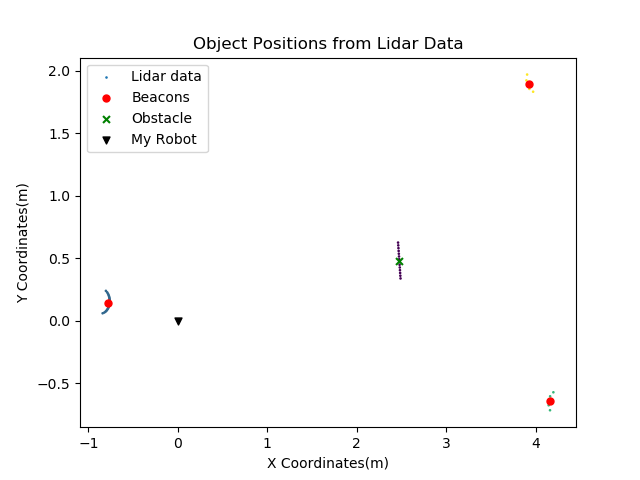 Object Positions from Lidar Data
Lidar data
Beacons
Obstacle
My Robot
2.0
1.5
1.0
0.5
0.0
−0.5
Y Coordinates(m)
−1
0
1
2
3
4
X Coordinates(m)